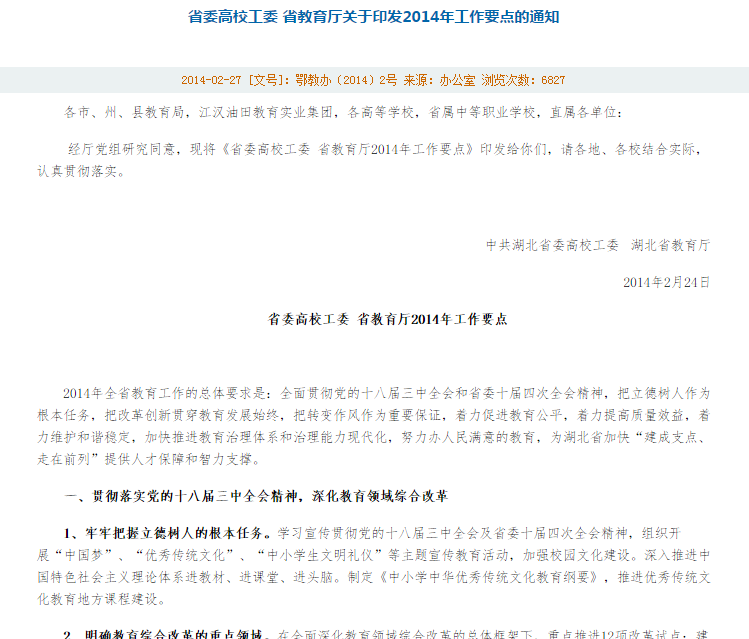 省委高校工委 省教育厅关于印发2014年工作要点的通知
2014-02-27 [文号]：鄂教办（2014）2号 来源：办公室 浏览次数：6827
各市、州、县教育局，江汉油田教育实业集团，各高等学校，省属中等职业学校，直属各单位：
经厅党组研究同意，现将《省委高校工委 省教育厅2014年工作要点》印发给你们，请各地、各校结合实际，
认真贯彻落实。
中共湖北省委高校工委 湖北省教育厅
2014年2月24日
省委高校工委 省教育厅2014年工作要点
2014年全省教育工作的总体要求是：全面贯彻党的十八届三中全会和省委十届四次全会精神，把立德树人作为
根本任务，把改革创新贯穿教育发展始终，把转变作风作为重要保证，着力促进教育公平，着力提高质量效益，着
力维护和谐稳定，加快推进教育治理体系和治理能力现代化，努力办人民满意的教育，为湖北省加快“建成支点、
走在前列”提供人才保障和智力支撑。
一、贯彻落实党的十八届三中全会精神，深化教育领域综合改革
1、牢牢把握立德树人的根本任务。学习宣传贯彻党的十八届三中全会及省委十届四次全会精神，组织开
展“中国梦”、“优秀传统文化”、“中小学生文明礼仪”等主题宣传教育活动，加强校园文化建设。深入推进中
国特色社会主义理论体系进教材、进课堂、进头脑。制定《中小学中华优秀传统文化教育纲要》，推进优秀传统文
化教育地方课程建设。
2、明确教育综合改革的重点领域。在全面深化教育领域综合改革的总体框架下，重点推进12项改革试点：建